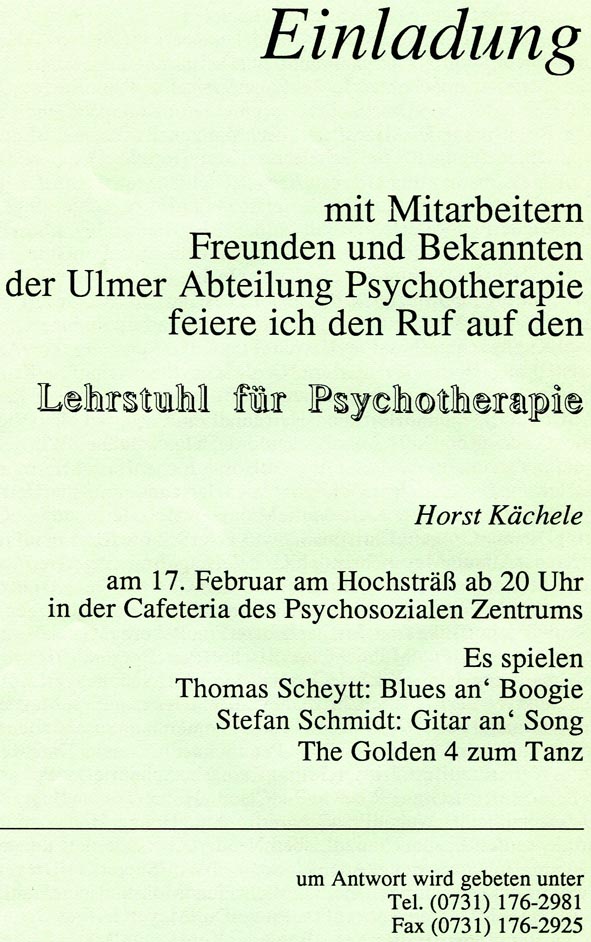 Einladung
mit Mitarbeitern
Freunden und Bekannten
der Ulmer Abteilung Psychotherapie
feiere ich den Ruf auf den
Lehrstuhl für Psychotherapie
Horst Kächele
am 17. Februar am Hochsträß ab 20 Uhr
in der Cafeteria des Psychosozialen Zentrums
Es spielen
Thomas Scheytt: Blues an‘ Boogie
Stefan Schmidt: Gitar an‘ Song
The Golden 4 zum Tanz
um Antwort wird gebeten unter
Tel. (0731) 176-2981
Fax (0731) 176-2925